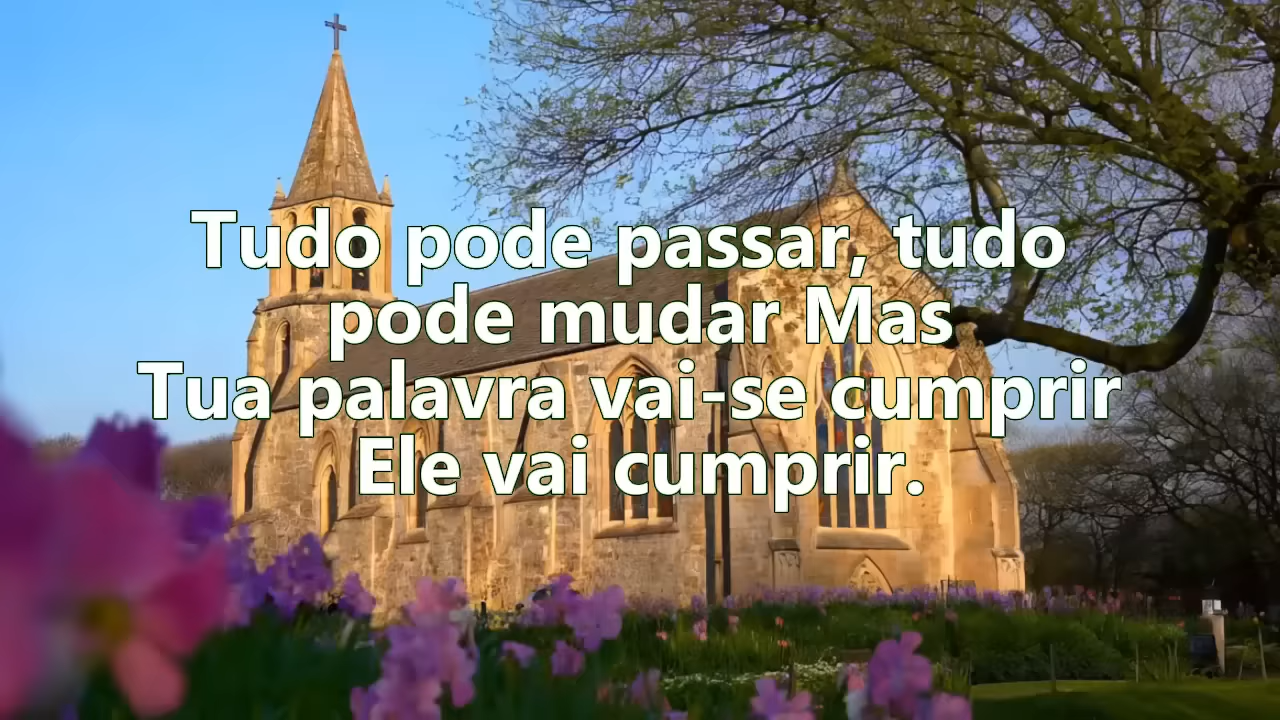 Tudo pode passar, tudo
pode mudar Mas
Tua palavra vai-se cumprir
Ele vai cumprir.